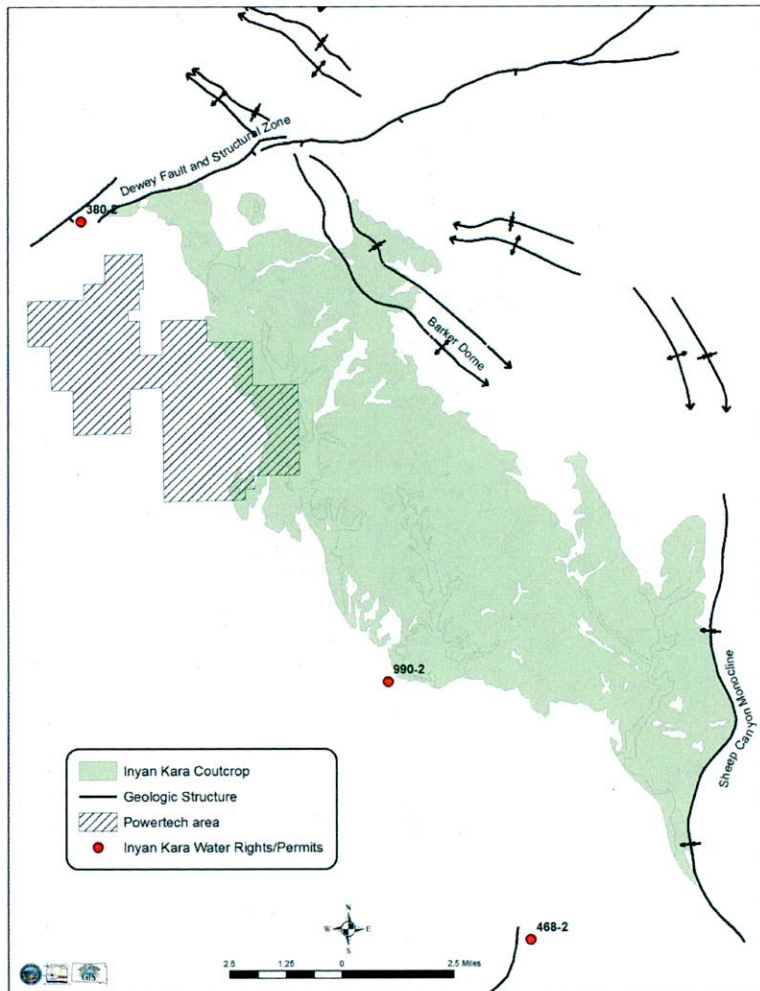 Dewey Fault and Structural Zone
380-2
Barker Dome
990-2
Sheep Canyon Monocline
Inyan Kara Coutcrop
Geologic Structure
Powertech area
Inyan Kara Water Rights/Permits
N
W E
S
468-2
2.5 1.25 0 2.5 Miles
GIS